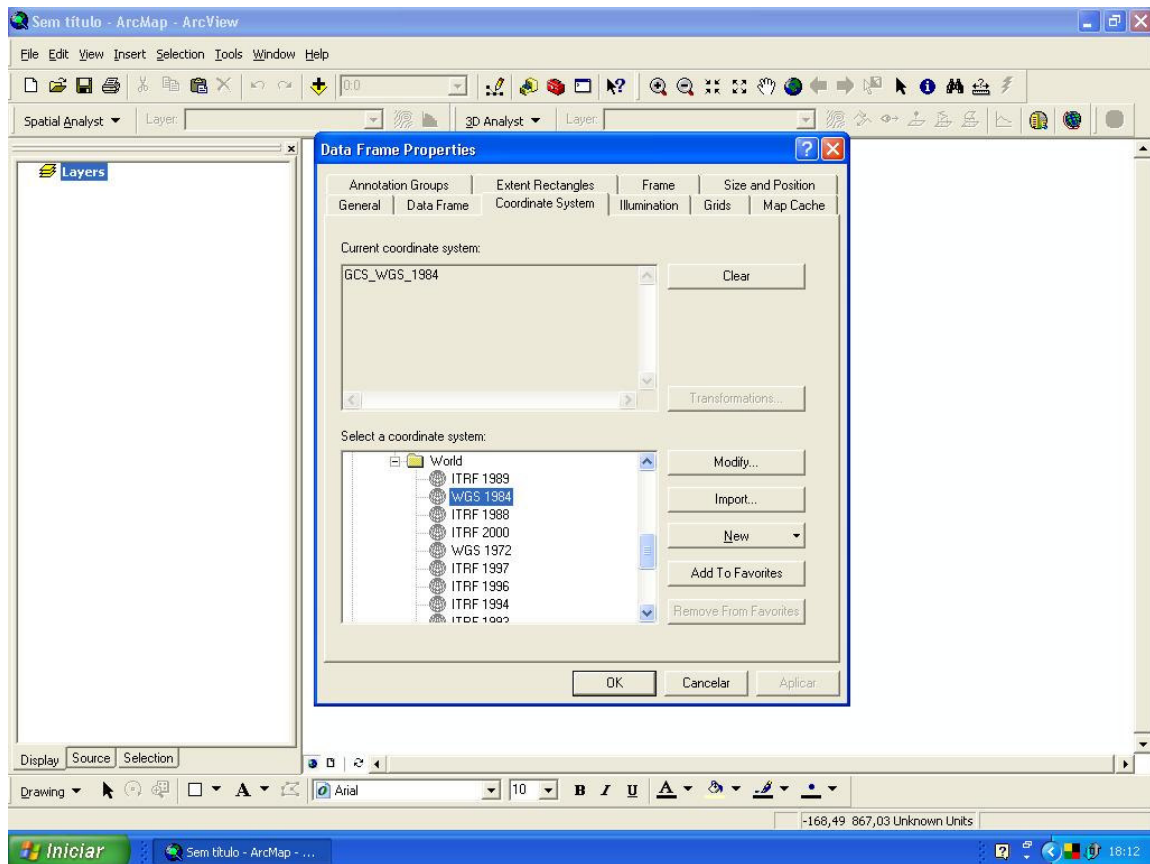 Sem título - ArcMap - ArcView
File Edit View Insert Selection Tools Window Help
0:0
Spatial Analyst Layer: 3D Analyst Layer:
Layers
Data Frame Properties
Annotation Groups Extent Rectangles Frame Size and Position
General Data Frame Coordinate System Illumination Grids Map Cache
Current coordinate system:
GCS_WGS_1984
Clear
Transformations...
Select a coordinate system:
World
ITRF 1989
WGS 1984
ITRF 1988
ITRF 2000
WGS 1972
ITRF 1997
ITRF 1996
ITRF 1994
ITRF 1992
Modify...
Import...
New
Add To Favorites
Remove From Favorites
OK Cancelar Aplicar
Display Source Selection
Drawing A Arial 10 B I U A
-168,49 867,03 Unknown Units
Iniciar Sem título - ArcMap - ... 18:12